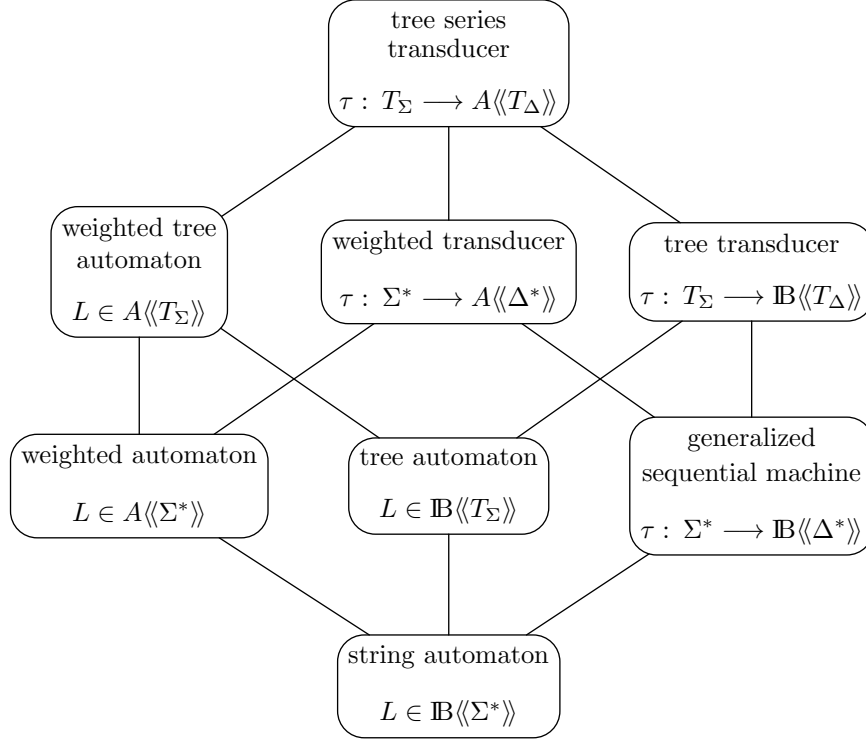 tree series
transducer
τ : T_Σ ⟶ A⟪T_Δ⟫
weighted tree
automaton
L ∈ A⟪T_Σ⟫
weighted transducer
τ : Σ* ⟶ A⟪Δ*⟫
tree transducer
τ : T_Σ ⟶ 𝔹⟪T_Δ⟫
weighted automaton
L ∈ A⟪Σ*⟫
tree automaton
L ∈ 𝔹⟪T_Σ⟫
generalized
sequential machine
τ : Σ* ⟶ 𝔹⟪Δ*⟫
string automaton
L ∈ 𝔹⟪Σ*⟫